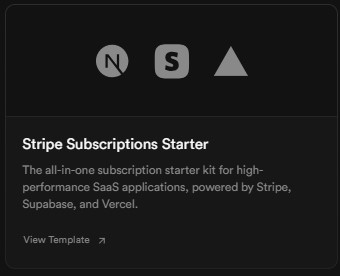 N S
Stripe Subscriptions Starter
The all-in-one subscription starter kit for high-
performance SaaS applications, powered by Stripe,
Supabase, and Vercel.
View Template ↗